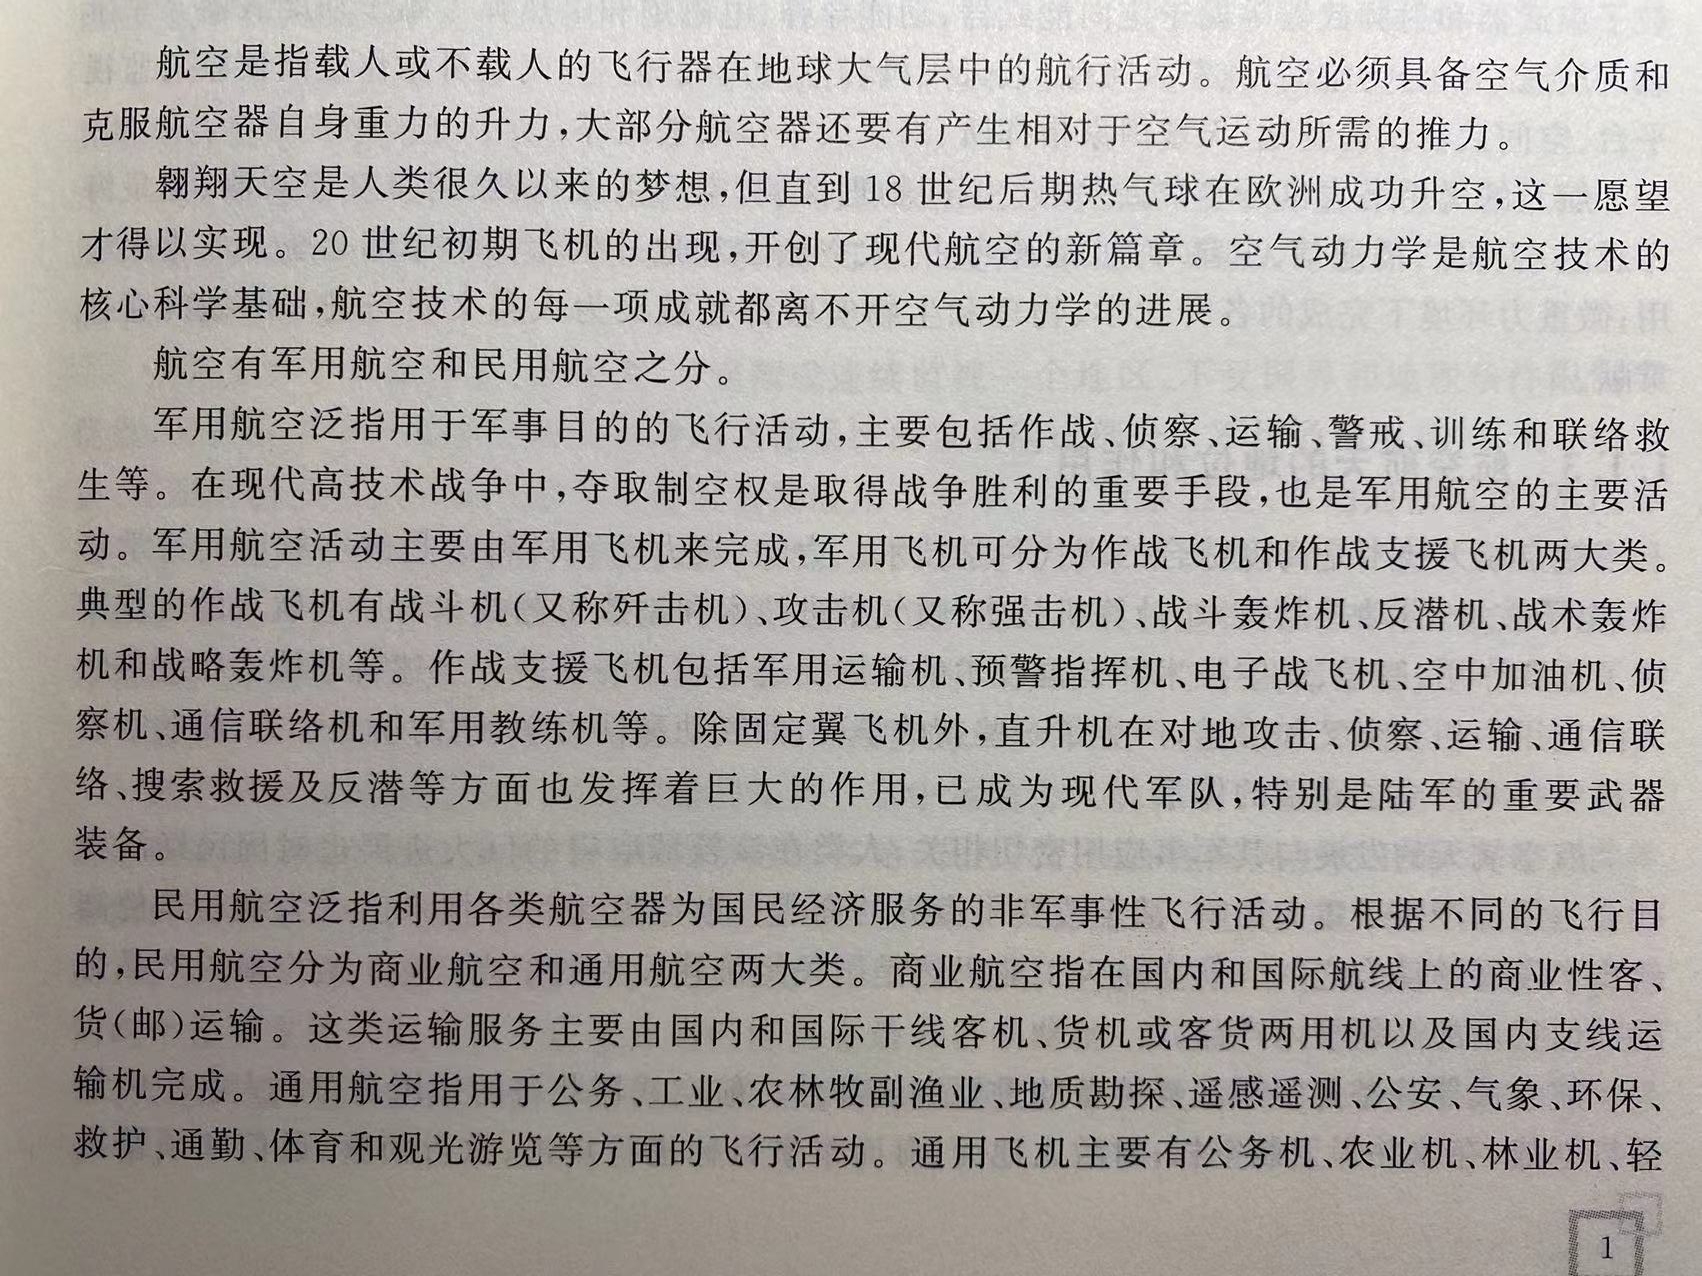 航空是指载人或不载人的飞行器在地球大气层中的航行活动。航空必须具备空气介质和
克服航空器自身重力的升力,大部分航空器还要有产生相对于空气运动所需的推力。
翱翔天空是人类很久以来的梦想,但直到 18 世纪后期热气球在欧洲成功升空,这一愿望
才得以实现。20 世纪初期飞机的出现,开创了现代航空的新篇章。空气动力学是航空技术的
核心科学基础,航空技术的每一项成就都离不开空气动力学的进展。
航空有军用航空和民用航空之分。
军用航空泛指用于军事目的的飞行活动,主要包括作战、侦察、运输、警戒、训练和联络救
生等。在现代高技术战争中,夺取制空权是取得战争胜利的重要手段,也是军用航空的主要活
动。军用航空活动主要由军用飞机来完成,军用飞机可分为作战飞机和作战支援飞机两大类。
典型的作战飞机有战斗机(又称歼击机)、攻击机(又称强击机)、战斗轰炸机、反潜机、战术轰炸
机和战略轰炸机等。作战支援飞机包括军用运输机、预警指挥机、电子战飞机、空中加油机、侦
察机、通信联络机和军用教练机等。除固定翼飞机外,直升机在对地攻击、侦察、运输、通信联
络、搜索救援及反潜等方面也发挥着巨大的作用,已成为现代军队,特别是陆军的重要武器
装备。
民用航空泛指利用各类航空器为国民经济服务的非军事性飞行活动。根据不同的飞行目
的,民用航空分为商业航空和通用航空两大类。商业航空指在国内和国际航线上的商业性客、
货(邮)运输。这类运输服务主要由国内和国际干线客机、货机或客货两用机以及国内支线运
输机完成。通用航空指用于公务、工业、农林牧副渔业、地质勘探、遥感遥测、公安、气象、环保、
救护、通勤、体育和观光游览等方面的飞行活动。通用飞机主要有公务机、农业机、林业机、轻
1